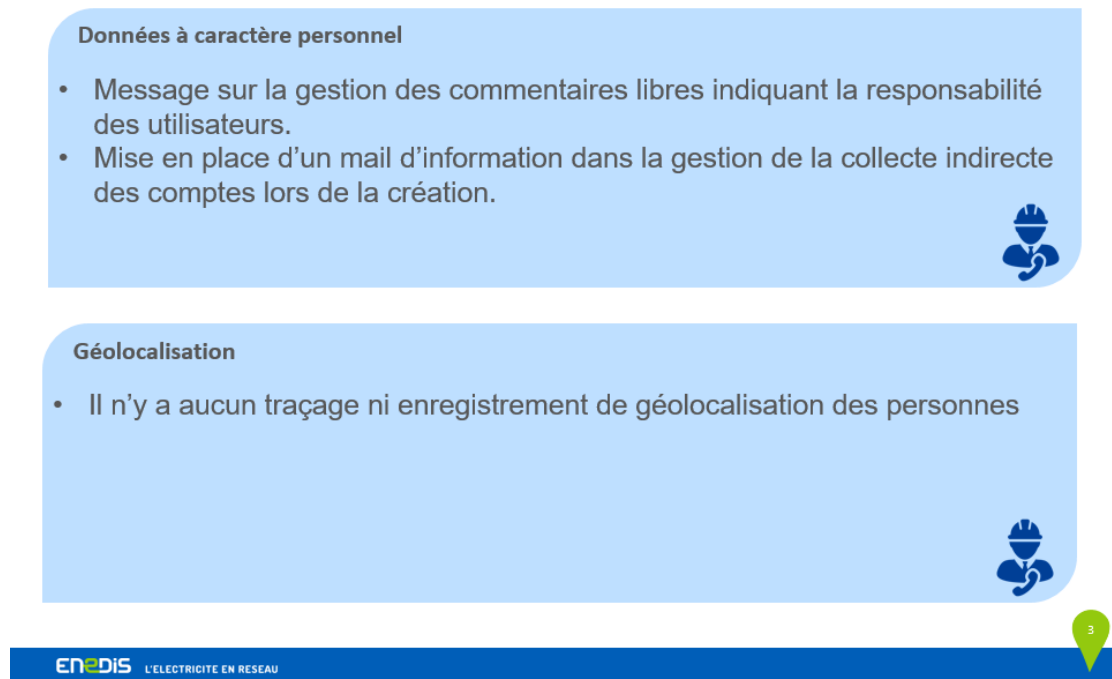 Données à caractère personnel
• Message sur la gestion des commentaires libres indiquant la responsabilité
des utilisateurs.
• Mise en place d’un mail d’information dans la gestion de la collecte indirecte
des comptes lors de la création.
Géolocalisation
• Il n’y a aucun traçage ni enregistrement de géolocalisation des personnes
3
ENEDIS L'ELECTRICITE EN RESEAU